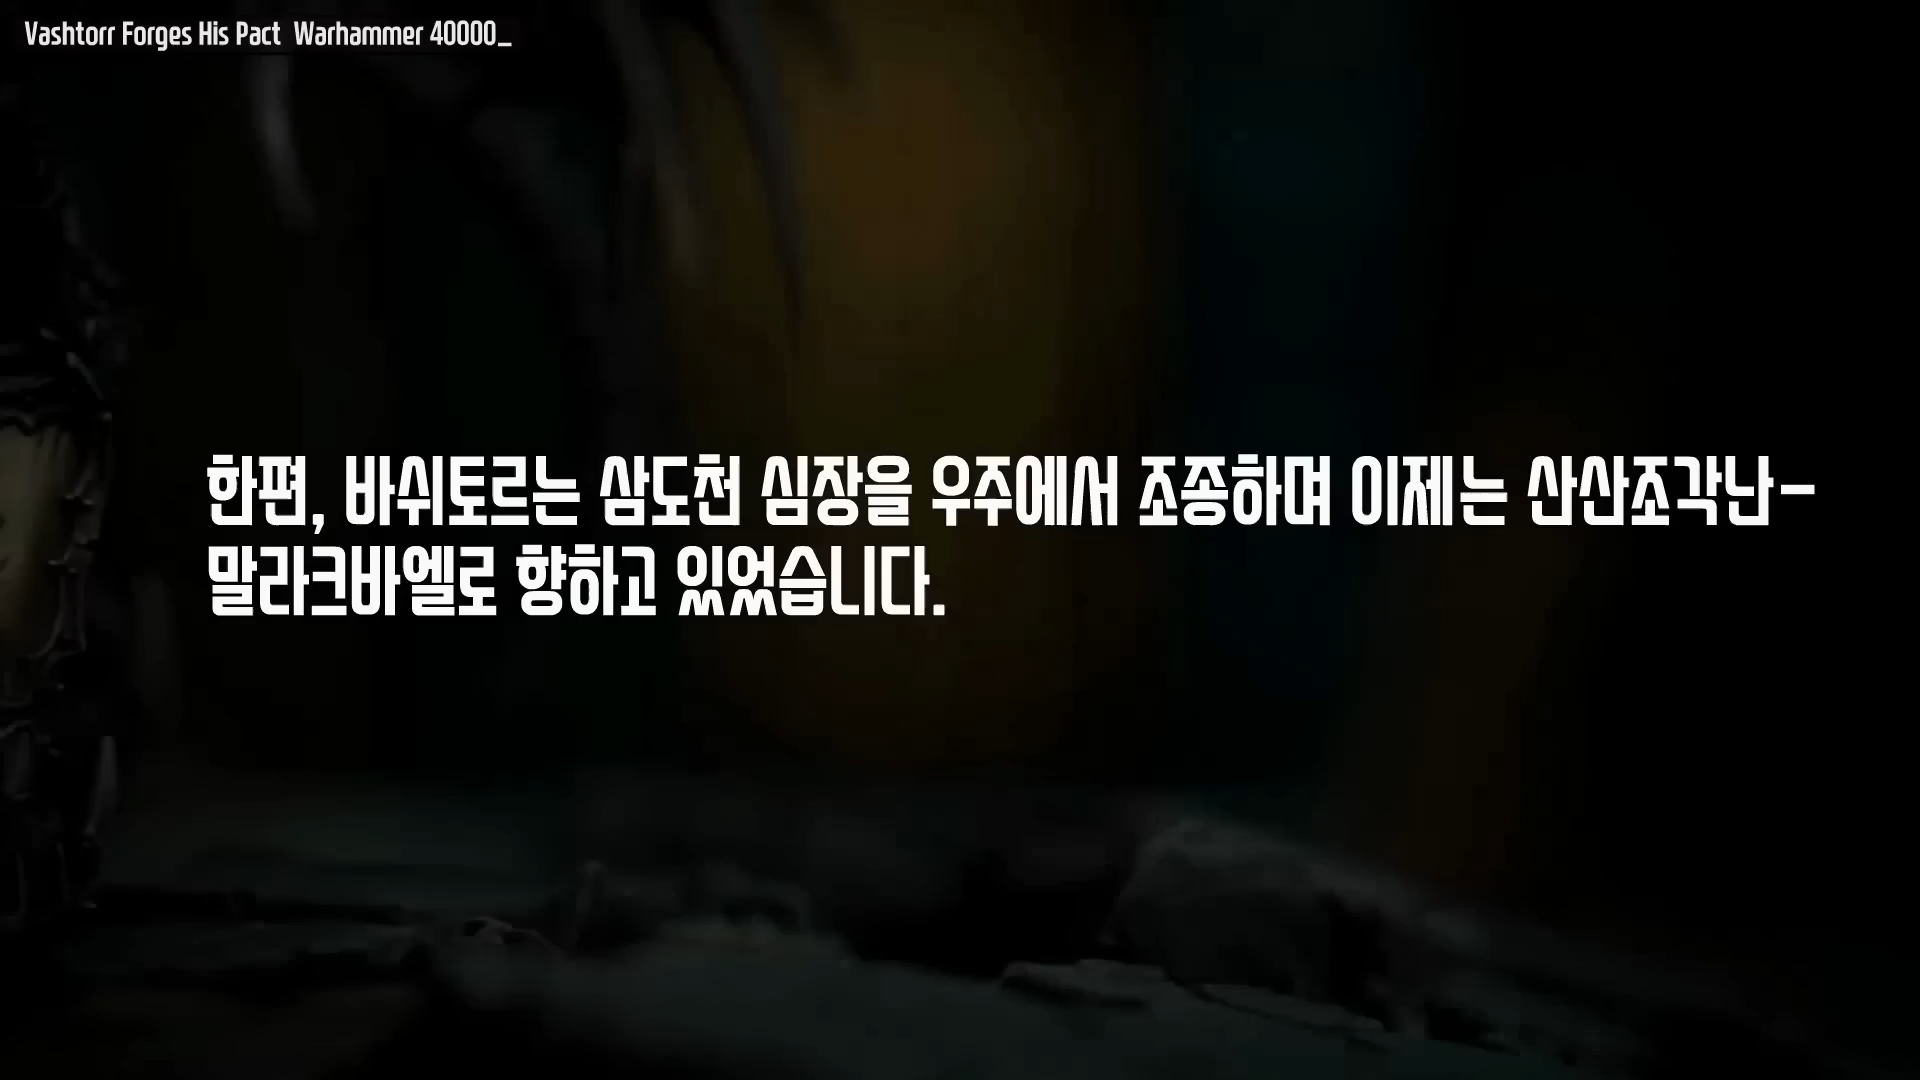 Vashtorr Forges His Pact  Warhammer 40000_
한편, 바쉬토르는 삼도천 심장을 우주에서 조종하며 이제는 산산조각난-
말라크바엘로 향하고 있었습니다.